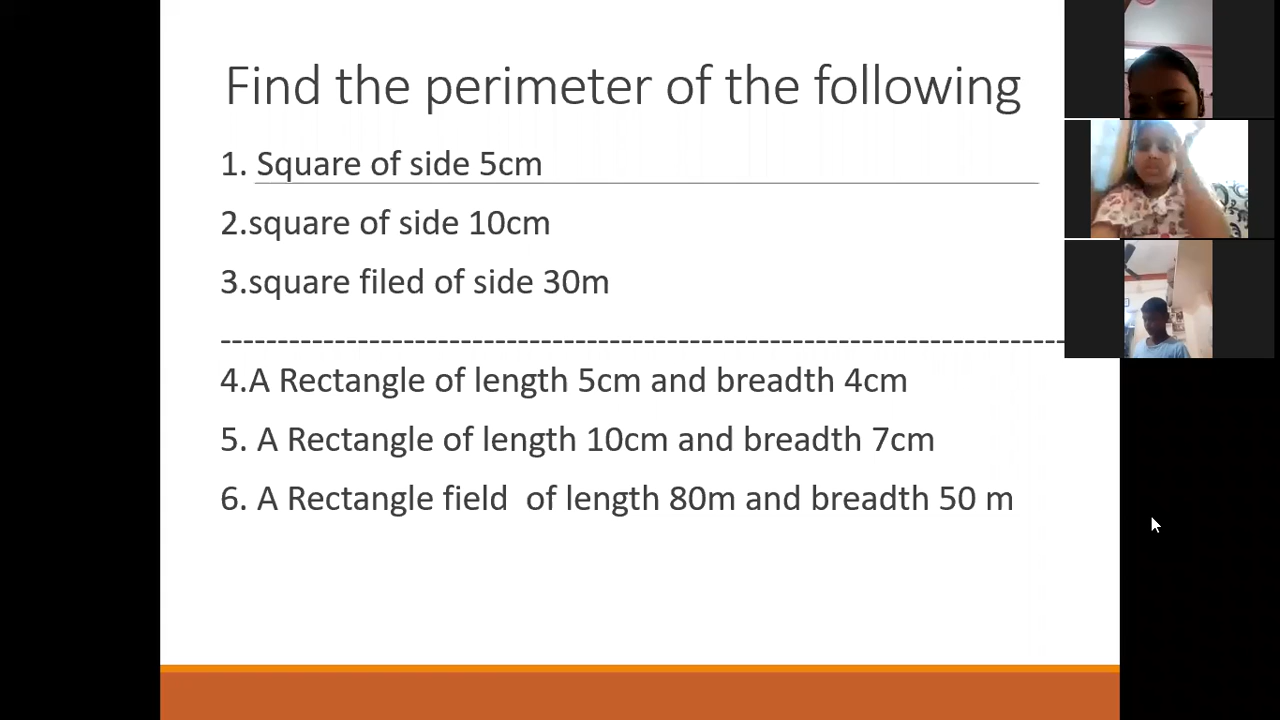 Find the perimeter of the following
1. Square of side 5cm
2.square of side 10cm
3.square filed of side 30m
--------------------------------------------------------------------------
4.A Rectangle of length 5cm and breadth 4cm
5. A Rectangle of length 10cm and breadth 7cm
6. A Rectangle field  of length 80m and breadth 50 m